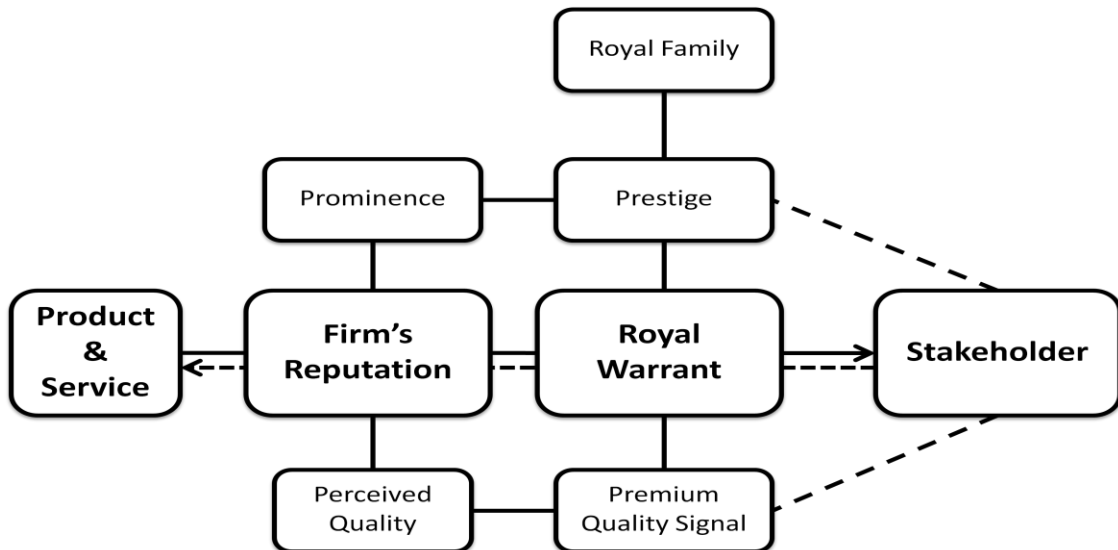 Royal Family
Prominence
Prestige
Product
&
Service
Firm’s
Reputation
Royal
Warrant
Stakeholder
Perceived
Quality
Premium
Quality Signal